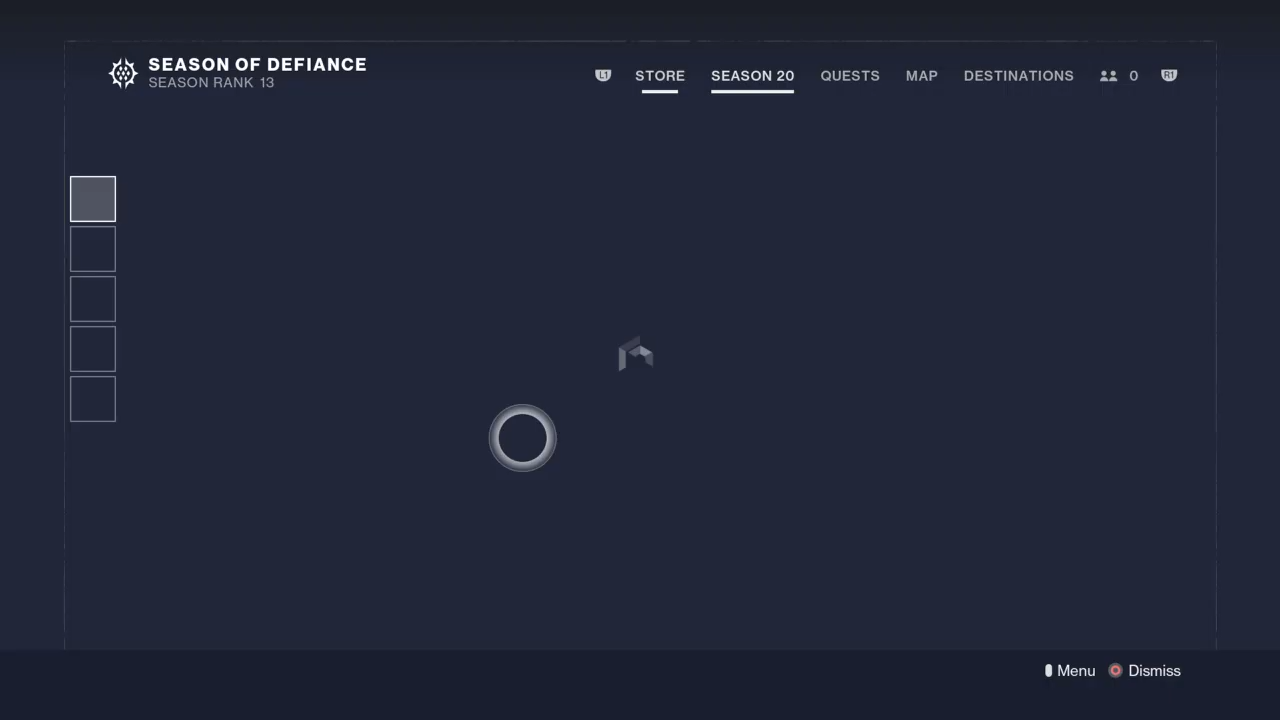 SEASON OF DEFIANCE
SEASON RANK 13
L1 STORE SEASON 20 QUESTS MAP DESTINATIONS 0 R1
Menu Dismiss